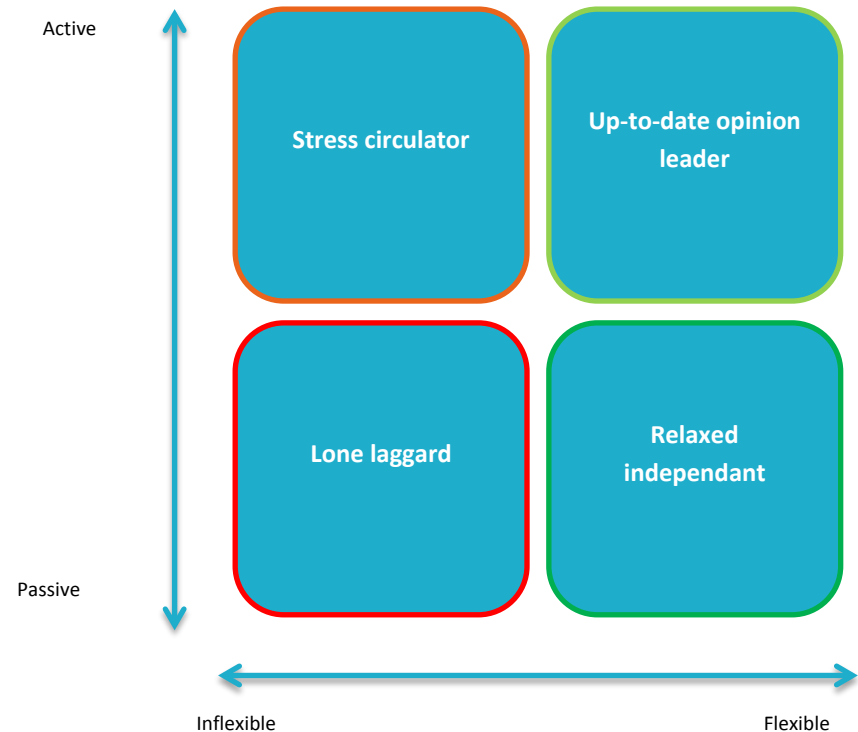 Active
Stress circulator
Up-to-date opinion
leader
Lone laggard
Relaxed
independant
Passive
Inflexible
Flexible